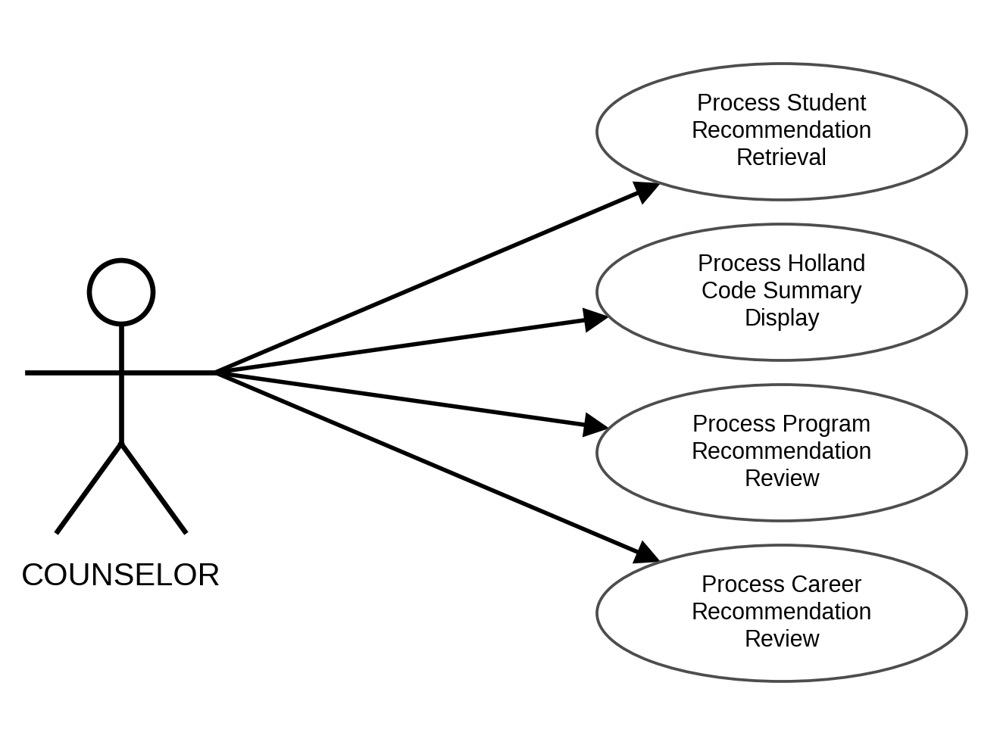 Process Student
Recommendation
Retrieval
Process Holland
Code Summary
Display
Process Program
Recommendation
Review
Process Career
Recommendation
Review
COUNSELOR